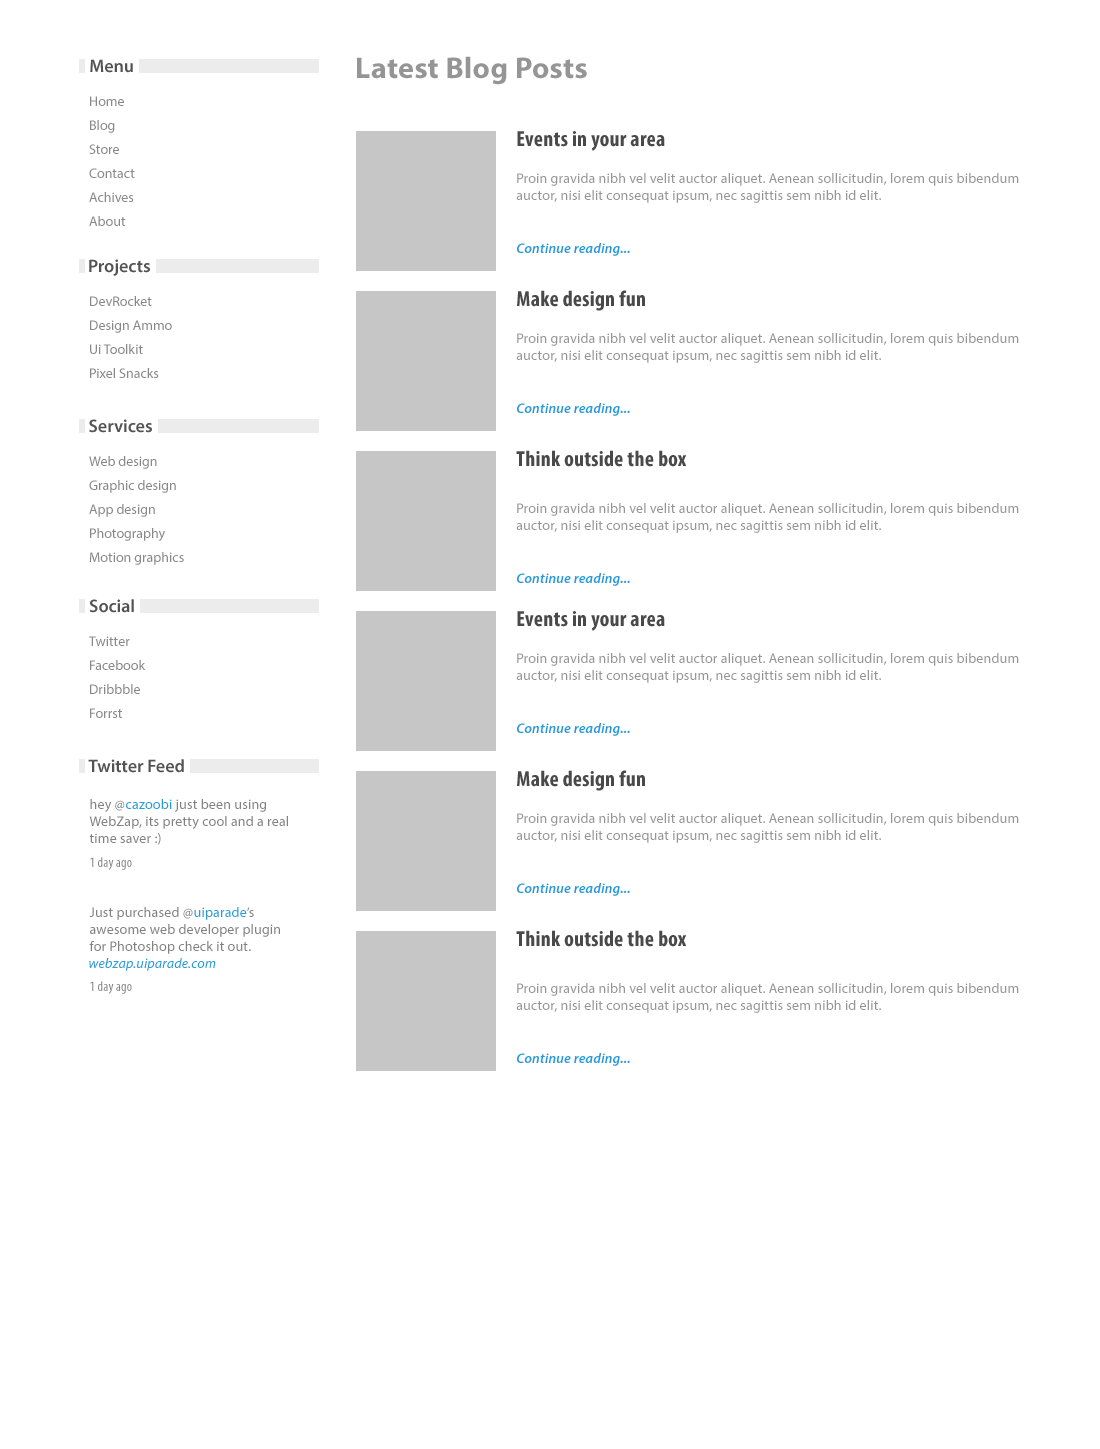 Menu
Home
Blog
Store
Contact
Achives
About
Projects
DevRocket
Design Ammo
Ui Toolkit
Pixel Snacks
Services
Web design
Graphic design
App design
Photography
Motion graphics
Social
Twitter
Facebook
Dribbble
Forrst
Twitter Feed
hey @cazoobi just been using
WebZap, its pretty cool and a real
time saver :)
1 day ago
Just purchased @uiparade's
awesome web developer plugin
for Photoshop check it out.
webzap.uiparade.com
1 day ago
Latest Blog Posts
Events in your area
Proin gravida nibh vel velit auctor aliquet. Aenean sollicitudin, lorem quis bibendum
auctor, nisi elit consequat ipsum, nec sagittis sem nibh id elit.
Continue reading...
Make design fun
Proin gravida nibh vel velit auctor aliquet. Aenean sollicitudin, lorem quis bibendum
auctor, nisi elit consequat ipsum, nec sagittis sem nibh id elit.
Continue reading...
Think outside the box
Proin gravida nibh vel velit auctor aliquet. Aenean sollicitudin, lorem quis bibendum
auctor, nisi elit consequat ipsum, nec sagittis sem nibh id elit.
Continue reading...
Events in your area
Proin gravida nibh vel velit auctor aliquet. Aenean sollicitudin, lorem quis bibendum
auctor, nisi elit consequat ipsum, nec sagittis sem nibh id elit.
Continue reading...
Make design fun
Proin gravida nibh vel velit auctor aliquet. Aenean sollicitudin, lorem quis bibendum
auctor, nisi elit consequat ipsum, nec sagittis sem nibh id elit.
Continue reading...
Think outside the box
Proin gravida nibh vel velit auctor aliquet. Aenean sollicitudin, lorem quis bibendum
auctor, nisi elit consequat ipsum, nec sagittis sem nibh id elit.
Continue reading...